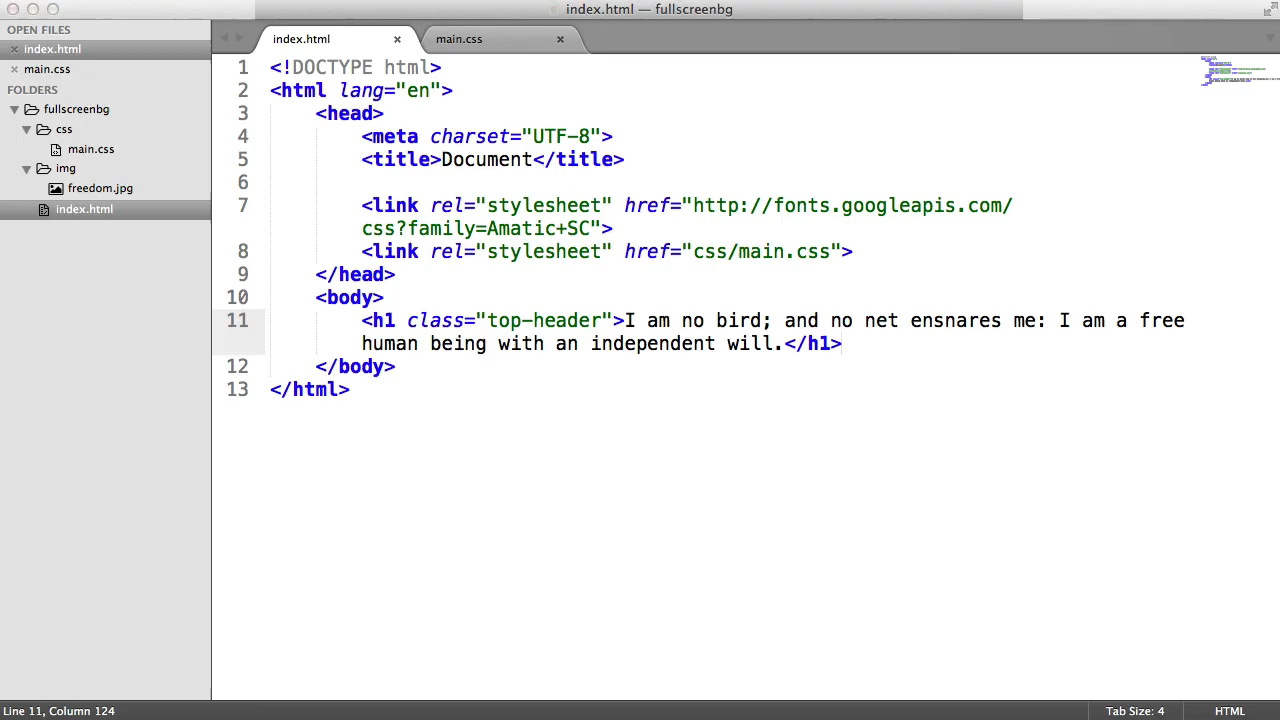 index.html — fullscreenbg
OPEN FILES
index.html
main.css
FOLDERS
fullscreenbg
css
main.css
img
freedom.jpg
index.html
index.html
main.css
1 <!DOCTYPE html>
2 <html lang="en">
3 <head>
4 <meta charset="UTF-8">
5 <title>Document</title>
6
7 <link rel="stylesheet" href="http://fonts.googleapis.com/
css?family=Amatic+SC">
8 <link rel="stylesheet" href="css/main.css">
9 </head>
10 <body>
11 <h1 class="top-header">I am no bird; and no net ensnares me: I am a free
human being with an independent will.</h1>
12 </body>
13 </html>
Line 11, Column 124
Tab Size: 4
HTML